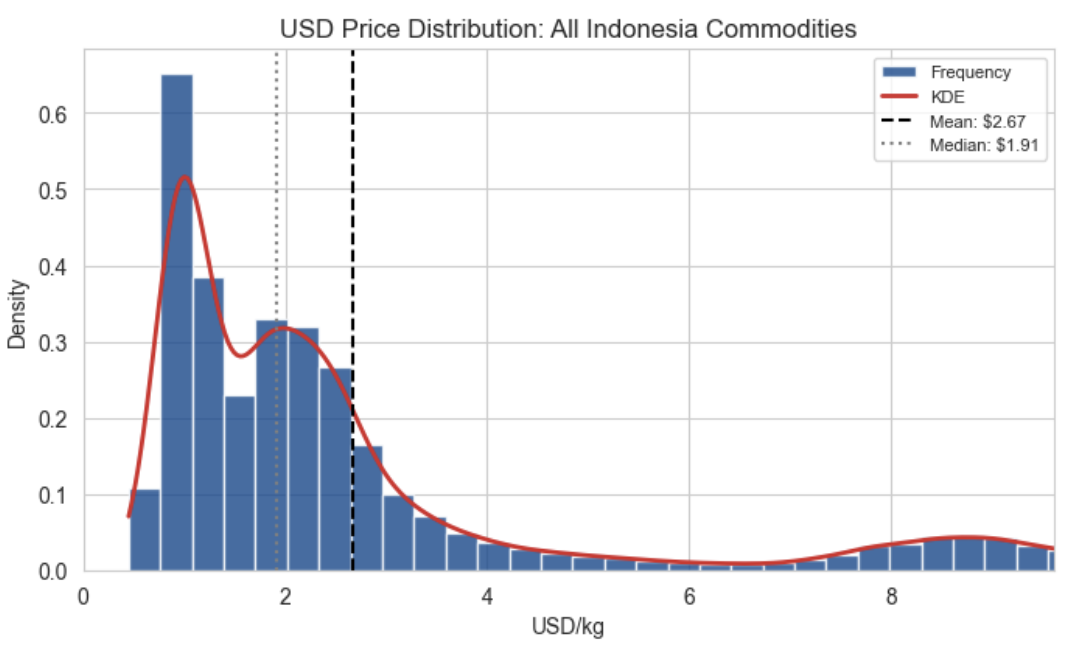 USD Price Distribution: All Indonesia Commodities
Frequency
KDE
Mean: $2.67
Median: $1.91
Density
0.6
0.5
0.4
0.3
0.2
0.1
0.0
0 2 4 6 8
USD/kg